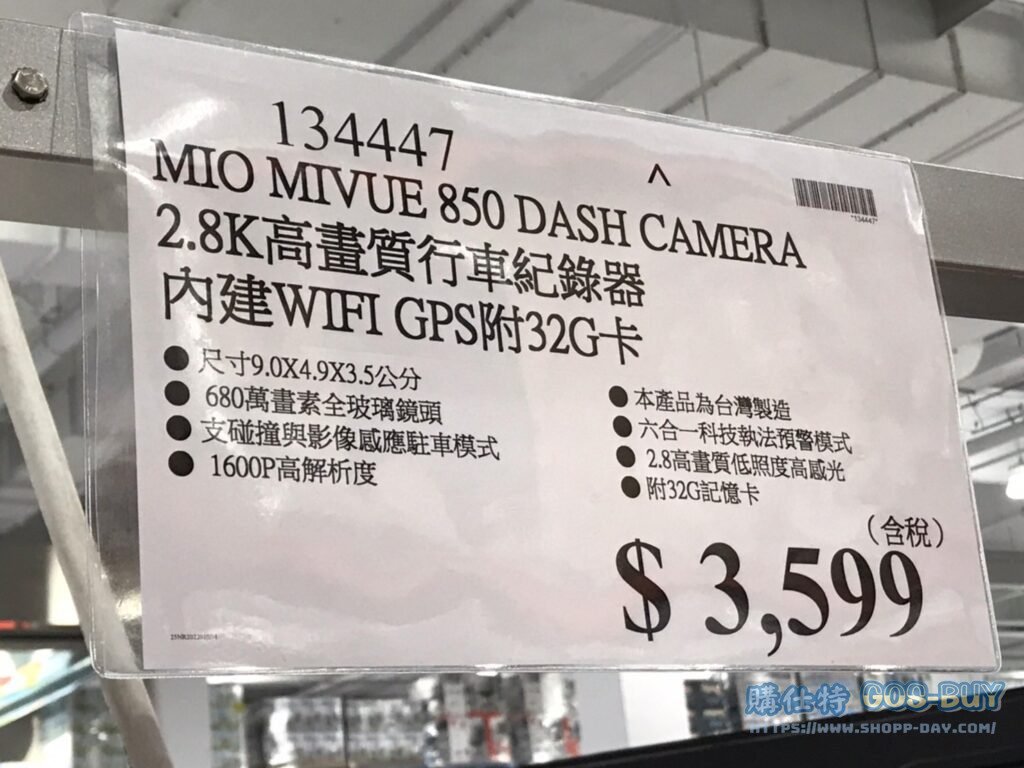 134447
^
*134447*
MIO MIVUE 850 DASH CAMERA
2.8K高畫質行車紀錄器
內建WIFI GPS附32G卡
● 尺寸9.0X4.9X3.5公分
● 680萬畫素全玻璃鏡頭
● 支碰撞與影像感應駐車模式
● 1600P高解析度
● 本產品為台灣製造
● 六合一科技執法預警模式
● 2.8高畫質低照度高感光
● 附32G記憶卡
(含稅)
$ 3,599
購仕特 GOS-BUY
HTTPS://WWW.SHOPP-DAY.COM/